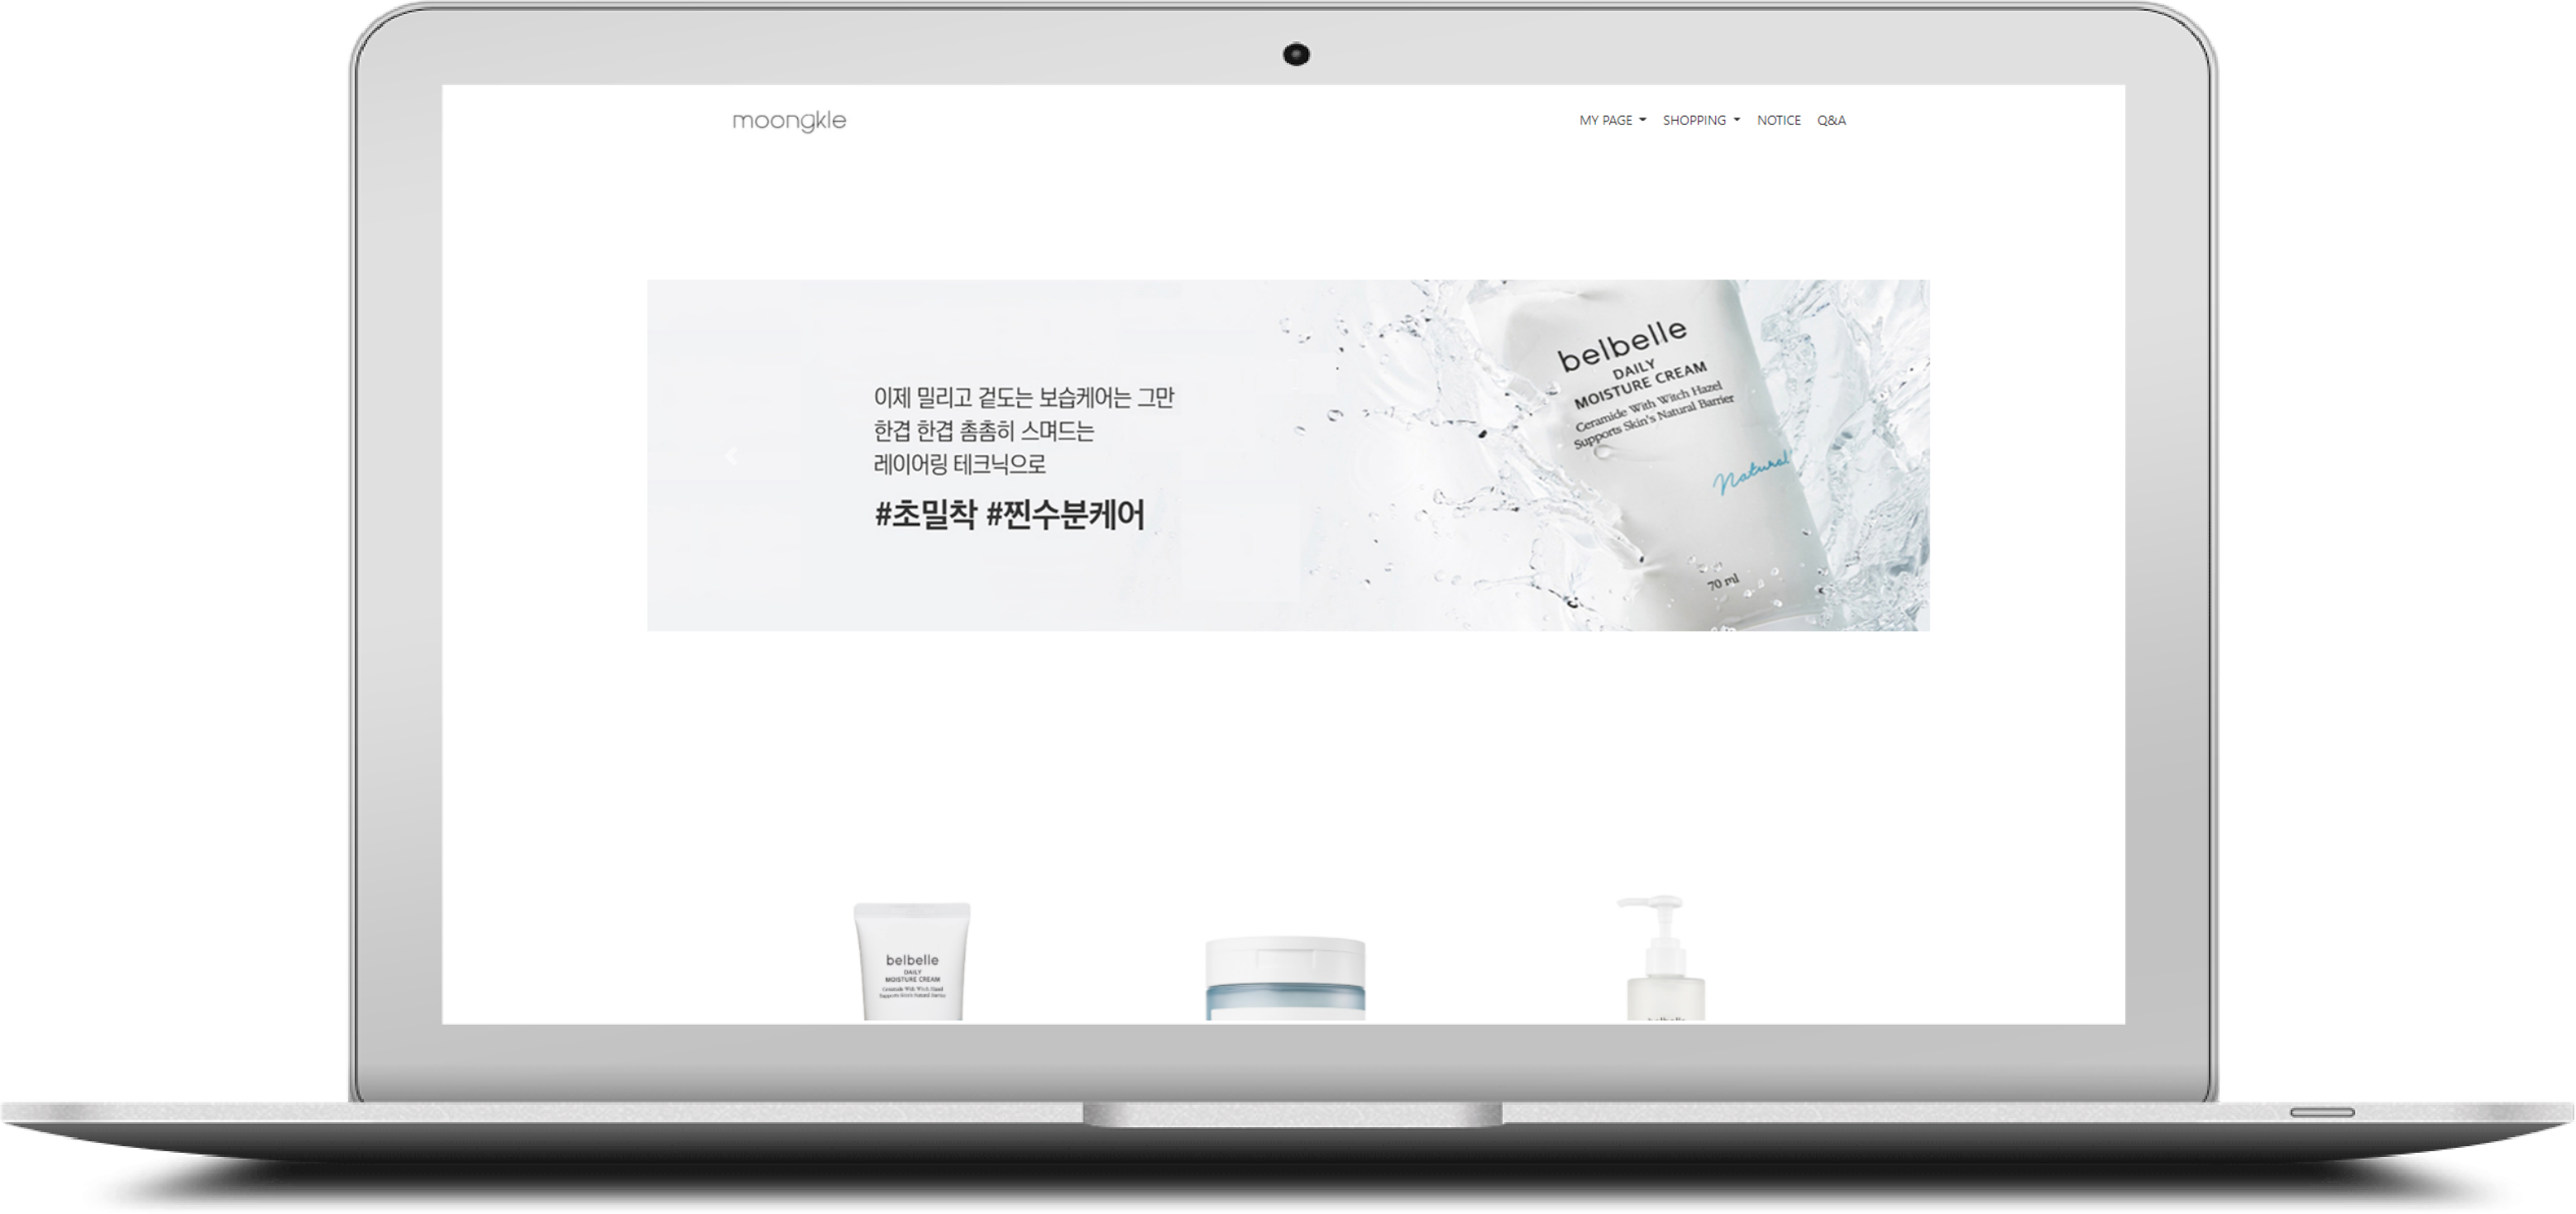 moongkle
MY PAGE SHOPPING NOTICE Q&A
이제 밀리고 겉도는 보습케어는 그만
한겹 한겹 촘촘히 스며드는
레이어링 테크닉으로
#초밀착 #찐수분케어
belbelle
DAILY
MOISTURE CREAM
Ceramide With Witch Hazel
Supports Skin's Natural Barrier
Natural
70 ml
belbelle
DAILY
MOISTURE CREAM
Ceramide With Witch Hazel
Supports Skin's Natural Barrier